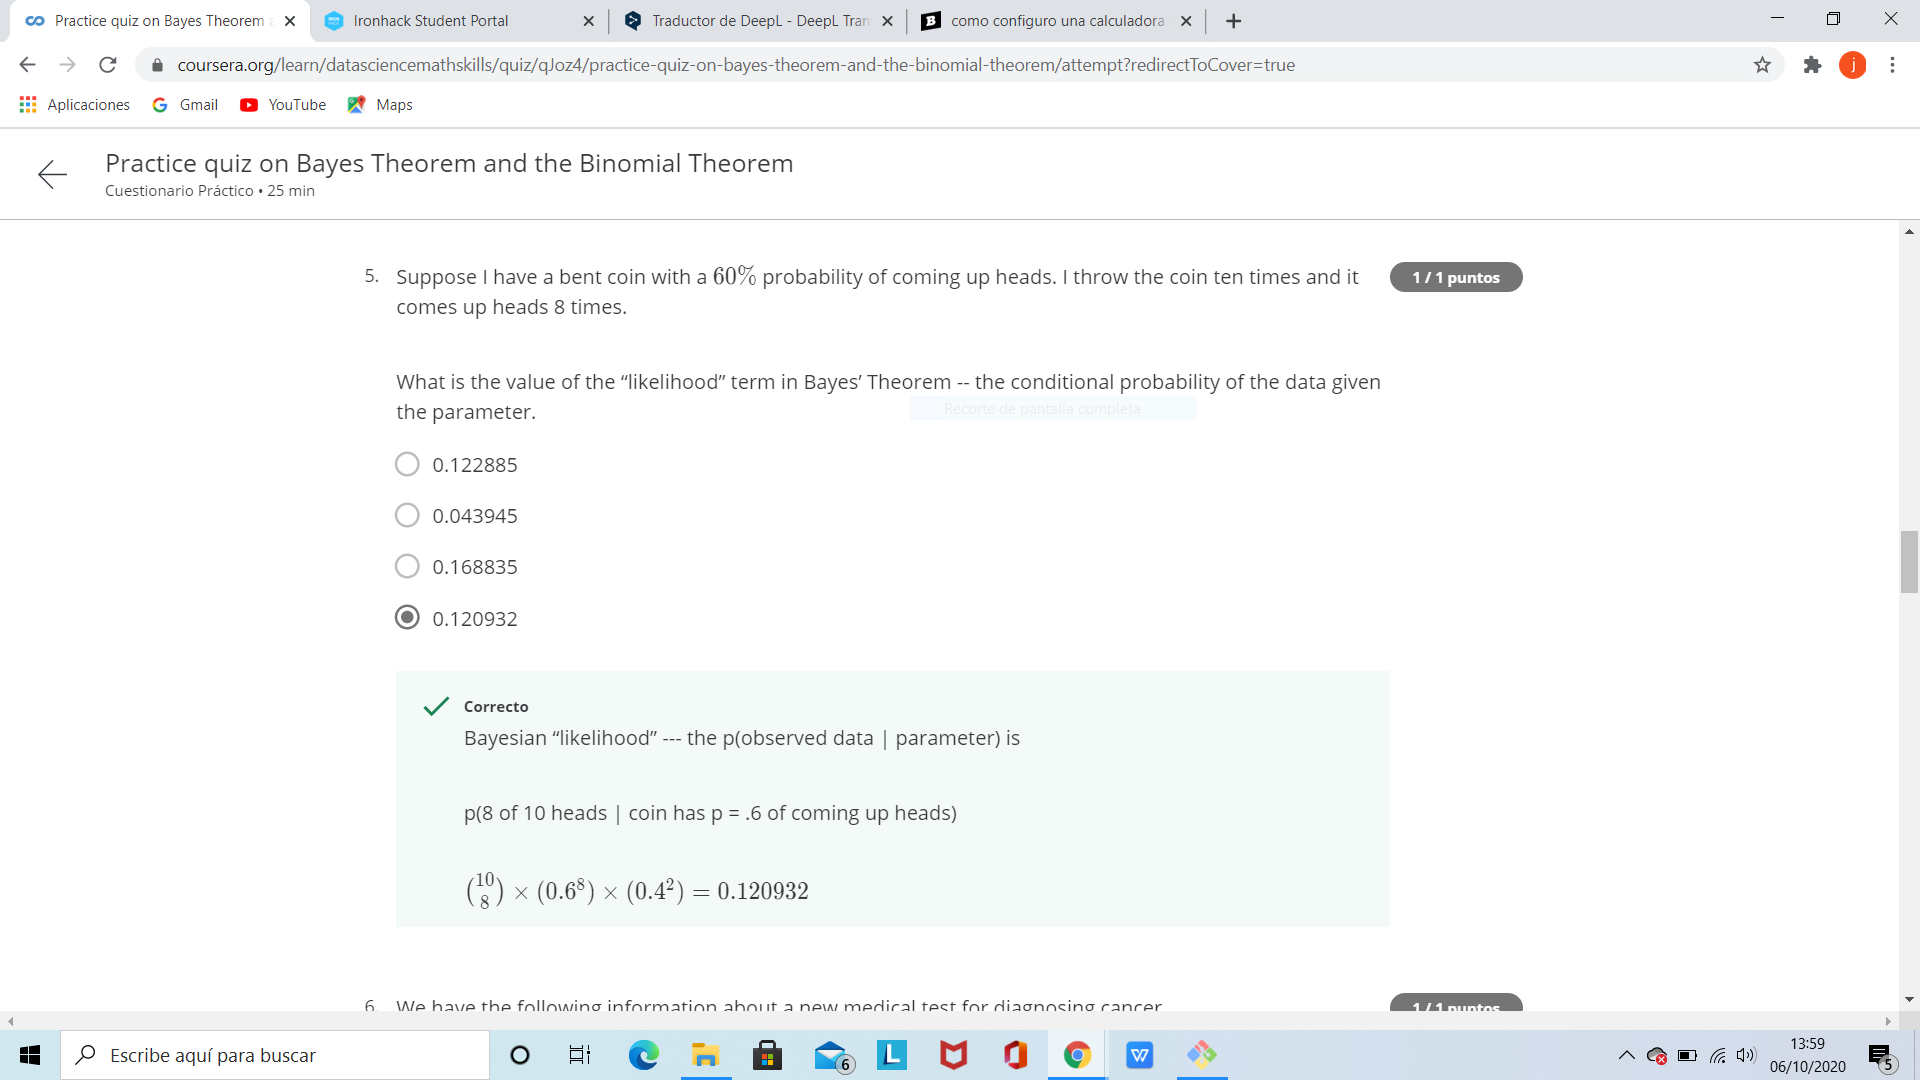 Practice quiz on Bayes Theorem a
Ironhack Student Portal
Traductor de DeepL - DeepL Tran
como configuro una calculadora
coursera.org/learn/datasciencemathskills/quiz/qJoz4/practice-quiz-on-bayes-theorem-and-the-binomial-theorem/attempt?redirectToCover=true
j
Aplicaciones
Gmail
YouTube
Maps
Practice quiz on Bayes Theorem and the Binomial Theorem
Cuestionario Práctico • 25 min
5. Suppose I have a bent coin with a 60% probability of coming up heads. I throw the coin ten times and it
comes up heads 8 times.
1 / 1 puntos
What is the value of the “likelihood” term in Bayes’ Theorem -- the conditional probability of the data given
the parameter.
Recorte de pantalla completa
0.122885
0.043945
0.168835
0.120932
Correcto
Bayesian “likelihood” --- the p(observed data | parameter) is
p(8 of 10 heads | coin has p = .6 of coming up heads)
(10 8) × (0.6⁸) × (0.4²) = 0.120932
6. We have the following information about a new medical test for diagnosing cancer.
1 / 1 puntos
Escribe aquí para buscar
6
L
W
13:59
06/10/2020
5